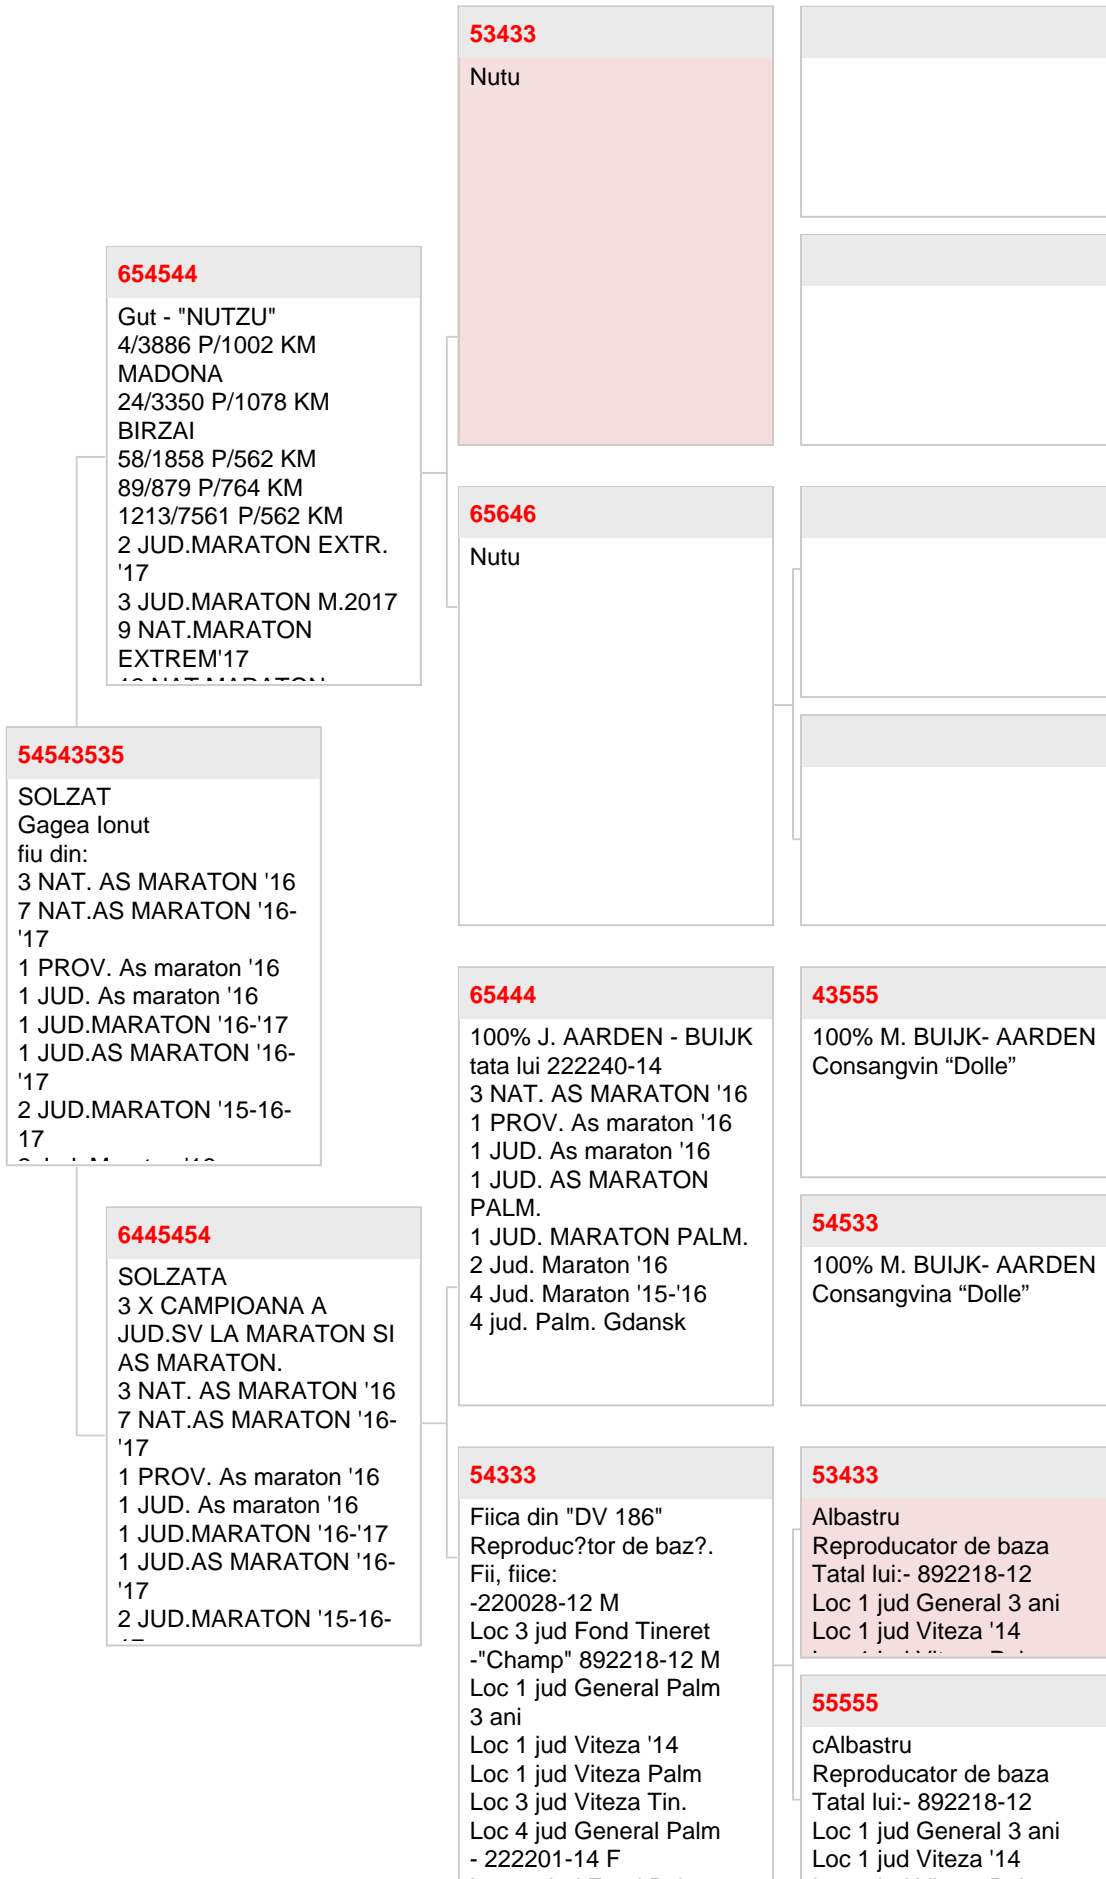 53433
Nutu
654544
Gut - "NUTZU"
4/3886 P/1002 KM
MADONA
24/3350 P/1078 KM
BIRZAI
58/1858 P/562 KM
89/879 P/764 KM
1213/7561 P/562 KM
2 JUD.MARATON EXTR.
'17
3 JUD.MARATON M.2017
9 NAT.MARATON
EXTREM'17
65646
Nutu
54543535
SOLZAT
Gagea Ionut
fiu din:
3 NAT. AS MARATON '16
7 NAT.AS MARATON '16-
'17
1 PROV. As maraton '16
1 JUD. As maraton '16
1 JUD.MARATON '16-'17
1 JUD.AS MARATON '16-
'17
2 JUD.MARATON '15-16-
17
65444
100% J. AARDEN - BUIJK
tata lui 222240-14
3 NAT. AS MARATON '16
1 PROV. As maraton '16
1 JUD. As maraton '16
1 JUD. AS MARATON
PALM.
1 JUD. MARATON PALM.
2 Jud. Maraton '16
4 Jud. Maraton '15-'16
4 jud. Palm. Gdansk
43555
100% M. BUIJK- AARDEN
Consangvin “Dolle”
54533
100% M. BUIJK- AARDEN
Consangvina “Dolle”
6445454
SOLZATA
3 X CAMPIOANA A
JUD.SV LA MARATON SI
AS MARATON.
3 NAT. AS MARATON '16
7 NAT.AS MARATON '16-
'17
1 PROV. As maraton '16
1 JUD. As maraton '16
1 JUD.MARATON '16-'17
1 JUD.AS MARATON '16-
'17
2 JUD.MARATON '15-16-
54333
Fiica din "DV 186"
Reproduc?tor de baz?.
Fii, fiice:
-220028-12 M
Loc 3 jud Fond Tineret
-"Champ" 892218-12 M
Loc 1 jud General Palm
3 ani
Loc 1 jud Viteza '14
Loc 1 jud Viteza Palm
Loc 3 jud Viteza Tin.
Loc 4 jud General Palm
- 222201-14 F
53433
Albastru
Reproducator de baza
Tatal lui:- 892218-12
Loc 1 jud General 3 ani
Loc 1 jud Viteza '14
55555
cAlbastru
Reproducator de baza
Tatal lui:- 892218-12
Loc 1 jud General 3 ani
Loc 1 jud Viteza '14